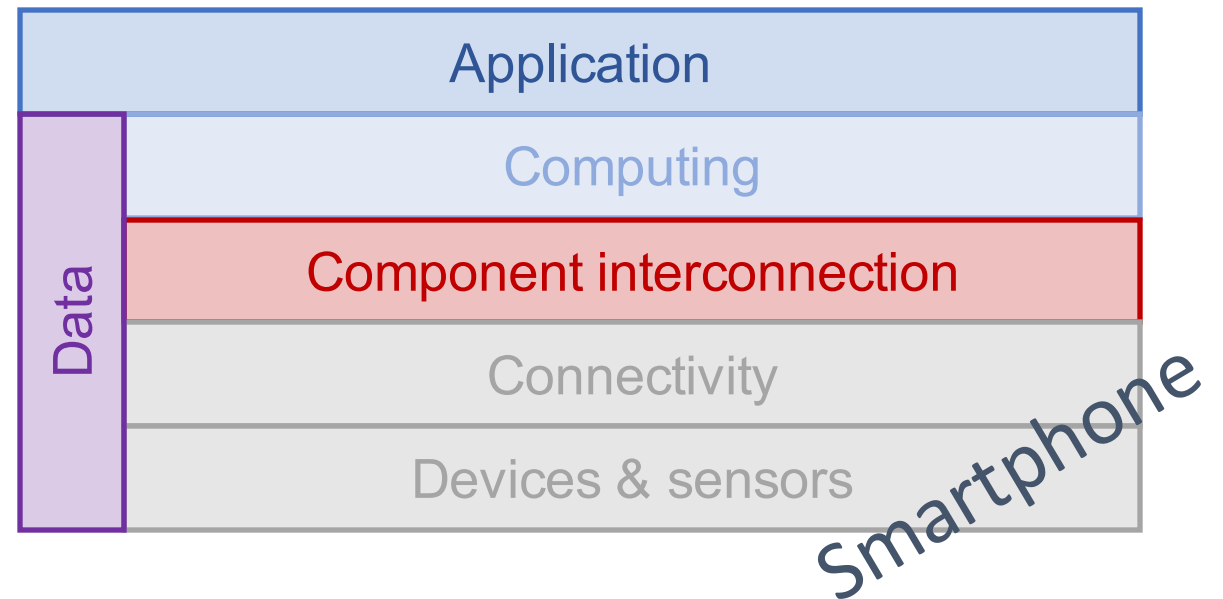 Application
Computing
Component interconnection
Data
Connectivity
Devices & sensors
Smartphone